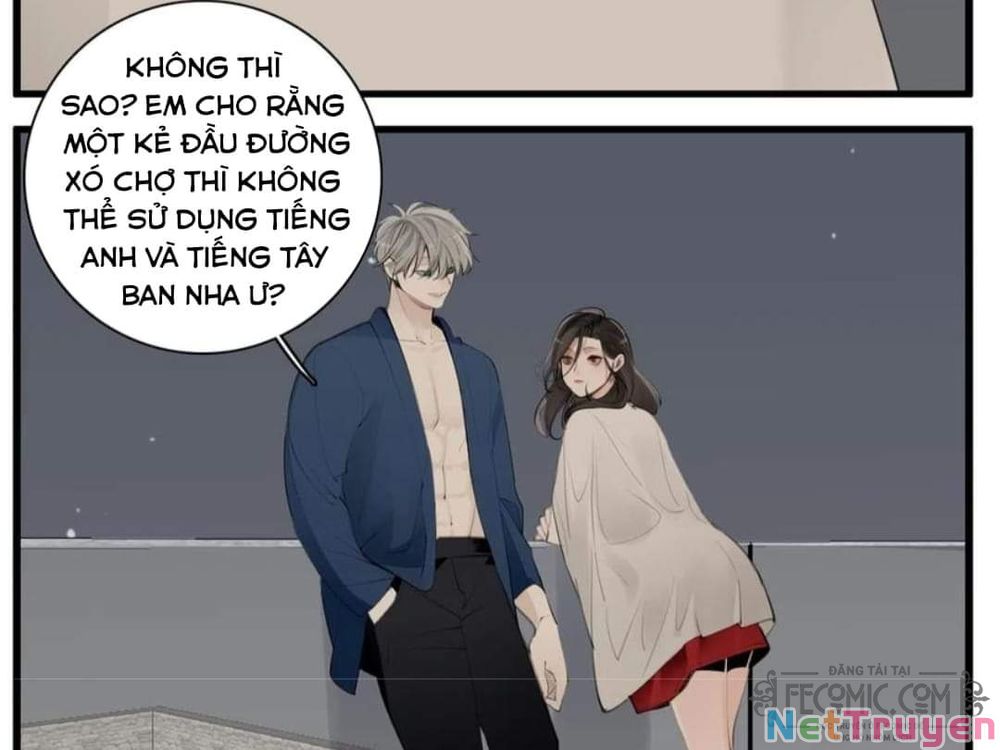 KHÔNG THÌ
SAO? EM CHO RẰNG
MỘT KẺ ĐẦU ĐƯỜNG
XÓ CHỢ THÌ KHÔNG
THỂ SỬ DỤNG TIẾNG
ANH VÀ TIẾNG TÂY
BAN NHA Ư?
ĐĂNG TẢI TẠI
FECOMIC.COM
NetTruyen